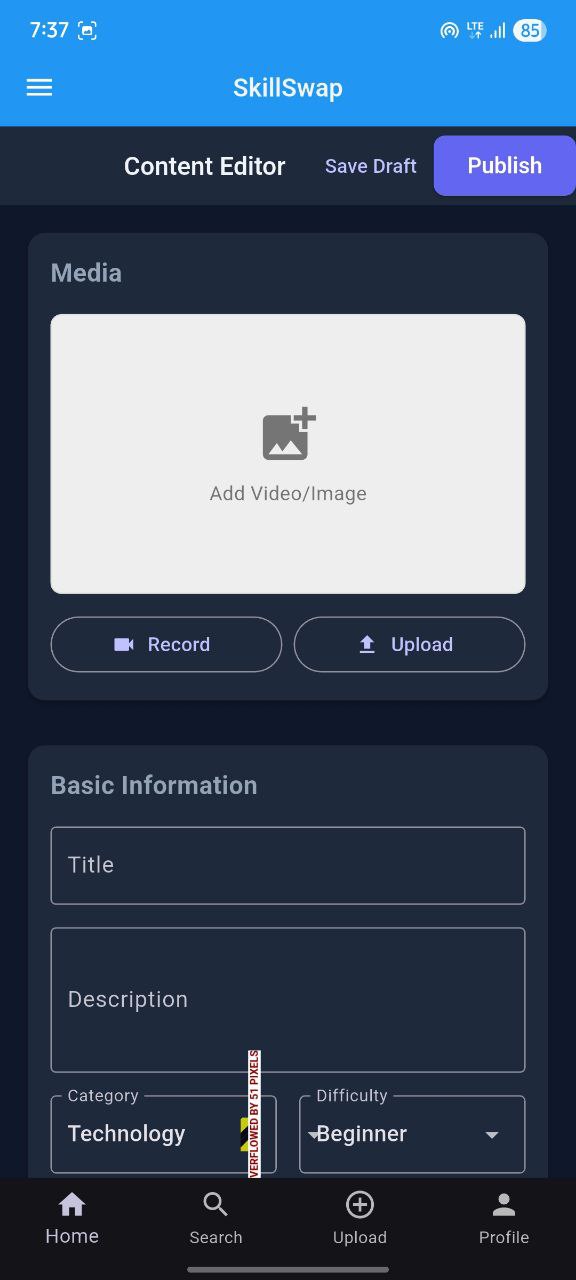 7:37 LTE 85
SkillSwap
Content Editor Save Draft Publish
Media
Add Video/Image
Record Upload
Basic Information
Title
Description
VERFLOWED BY 51 PIXELS
Category Difficulty
Technology Beginner
Home Search Upload Profile